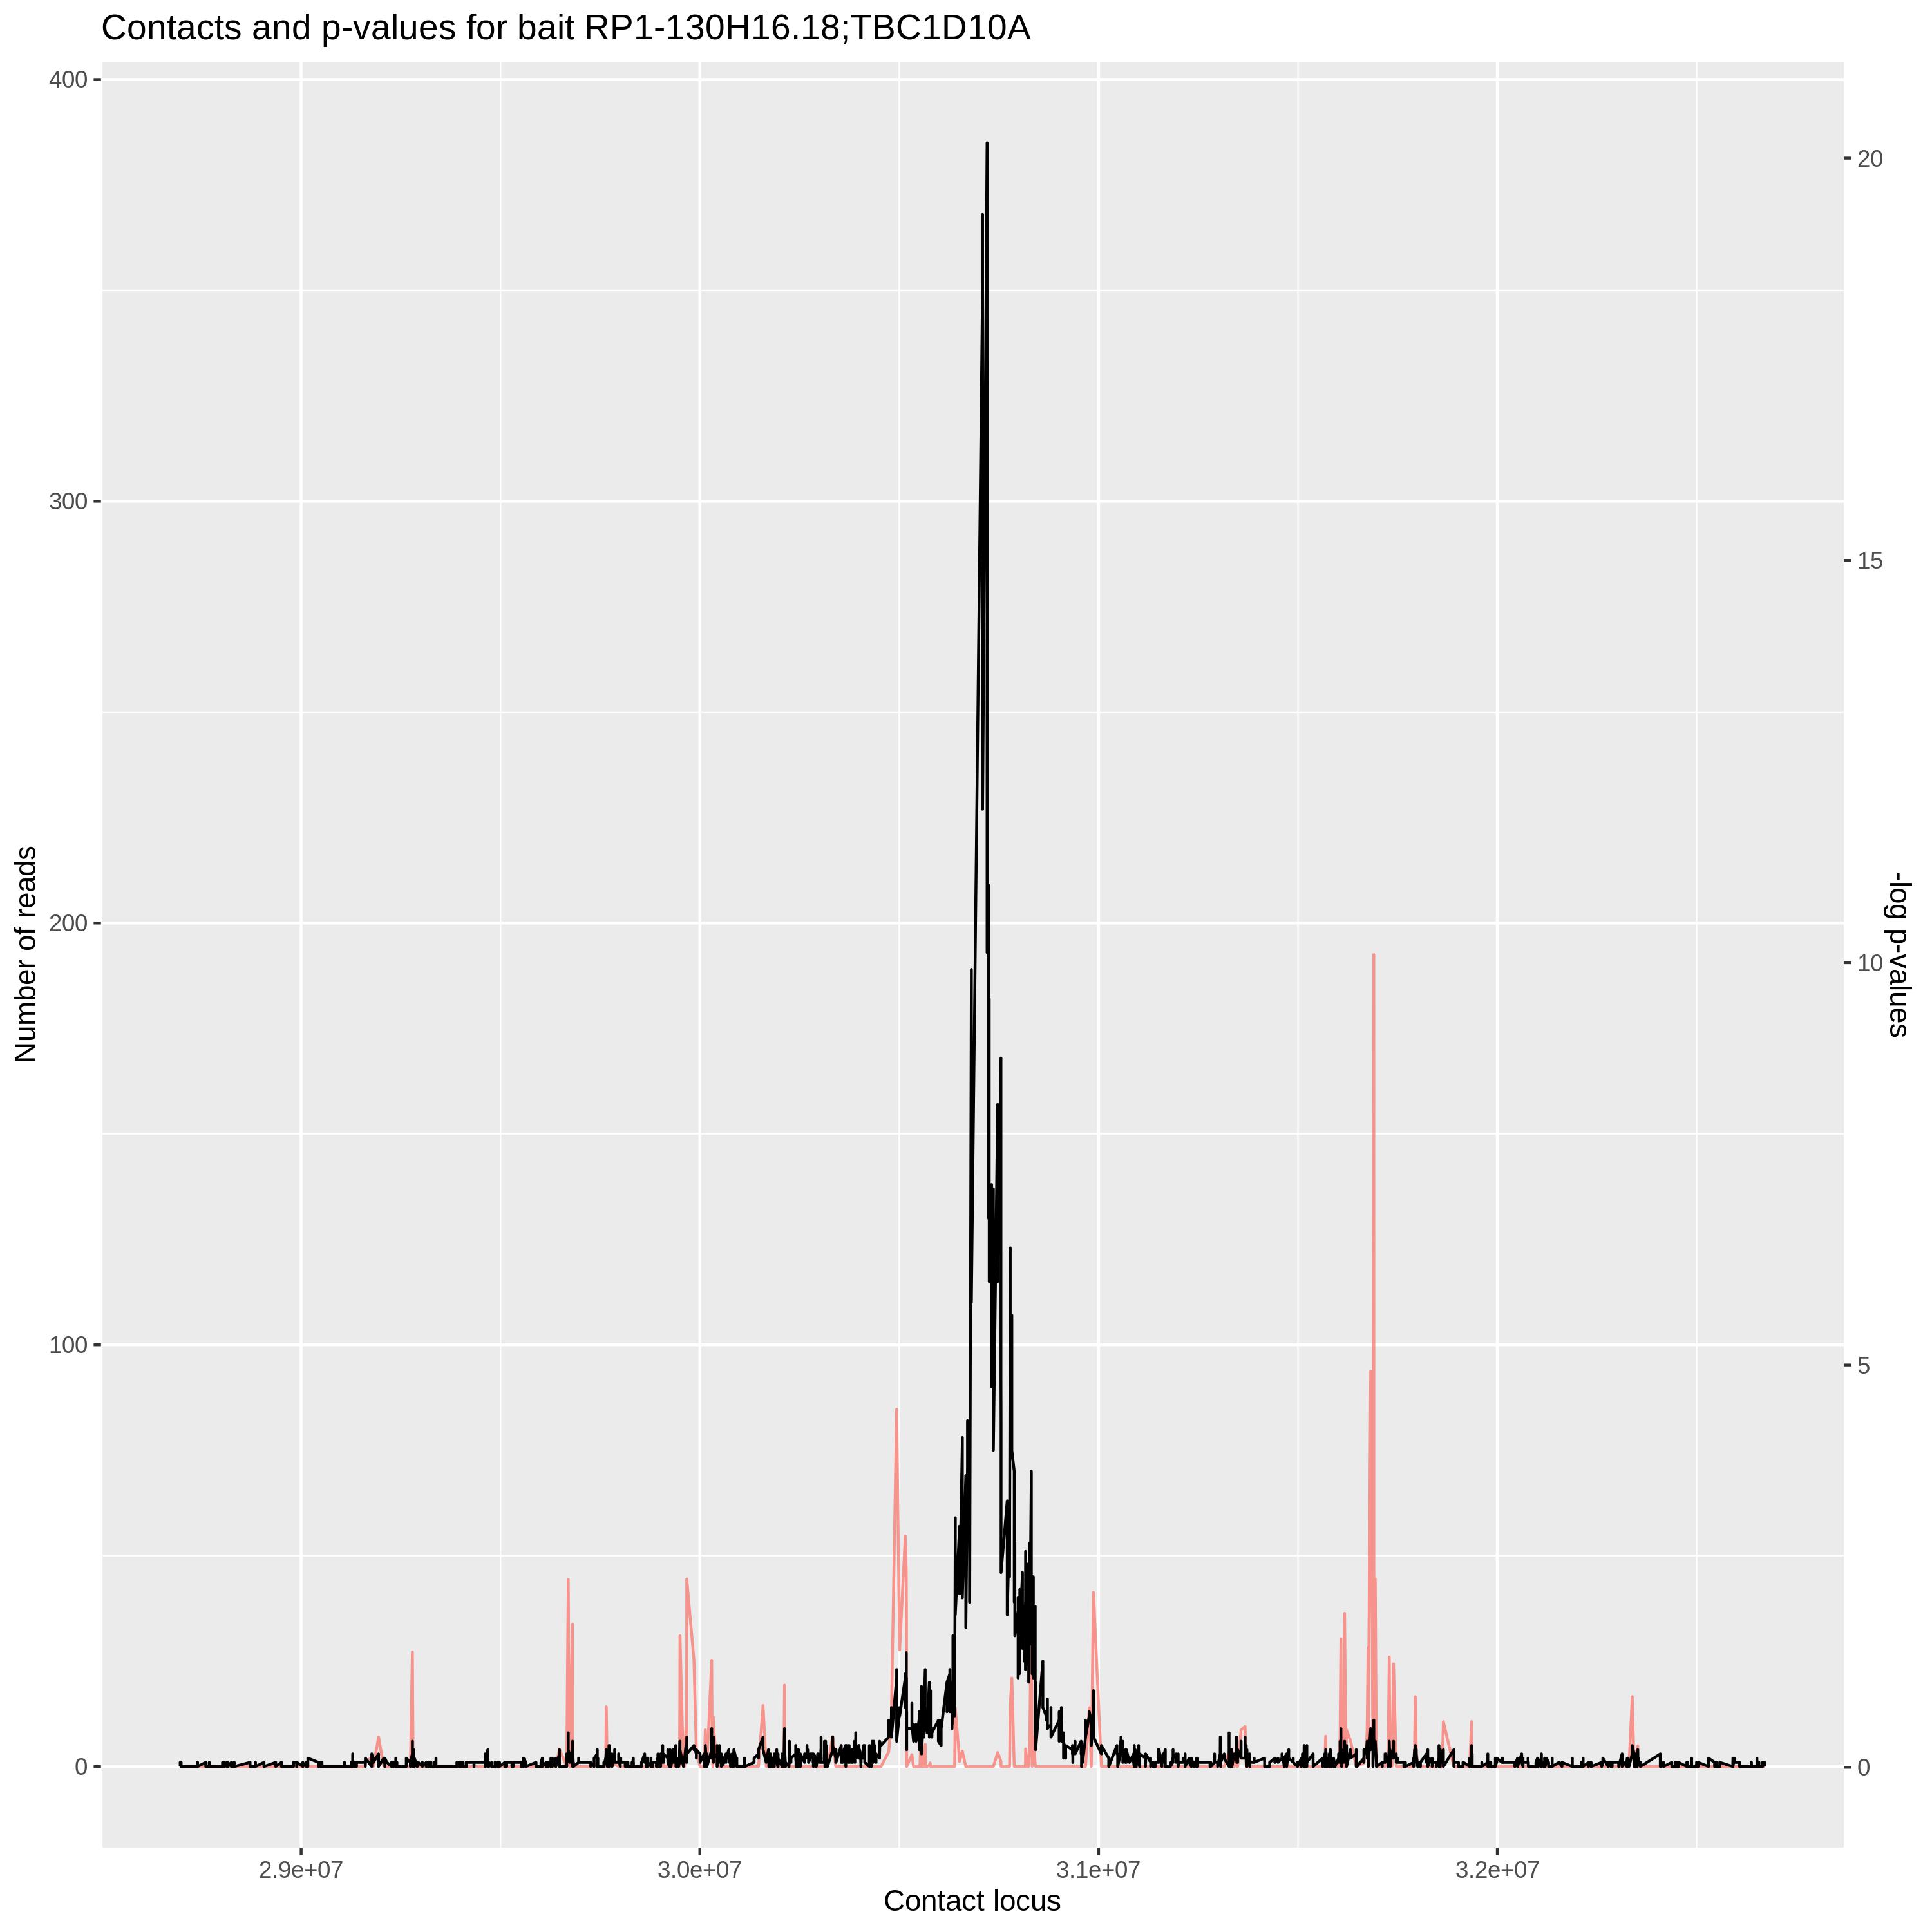 Contacts and p-values for bait RP1-130H16.18;TBC1D10A
400
300
200
100
0
20
15
10
5
0
Number of reads
-log p-values
2.9e+07 3.0e+07 3.1e+07 3.2e+07
Contact locus